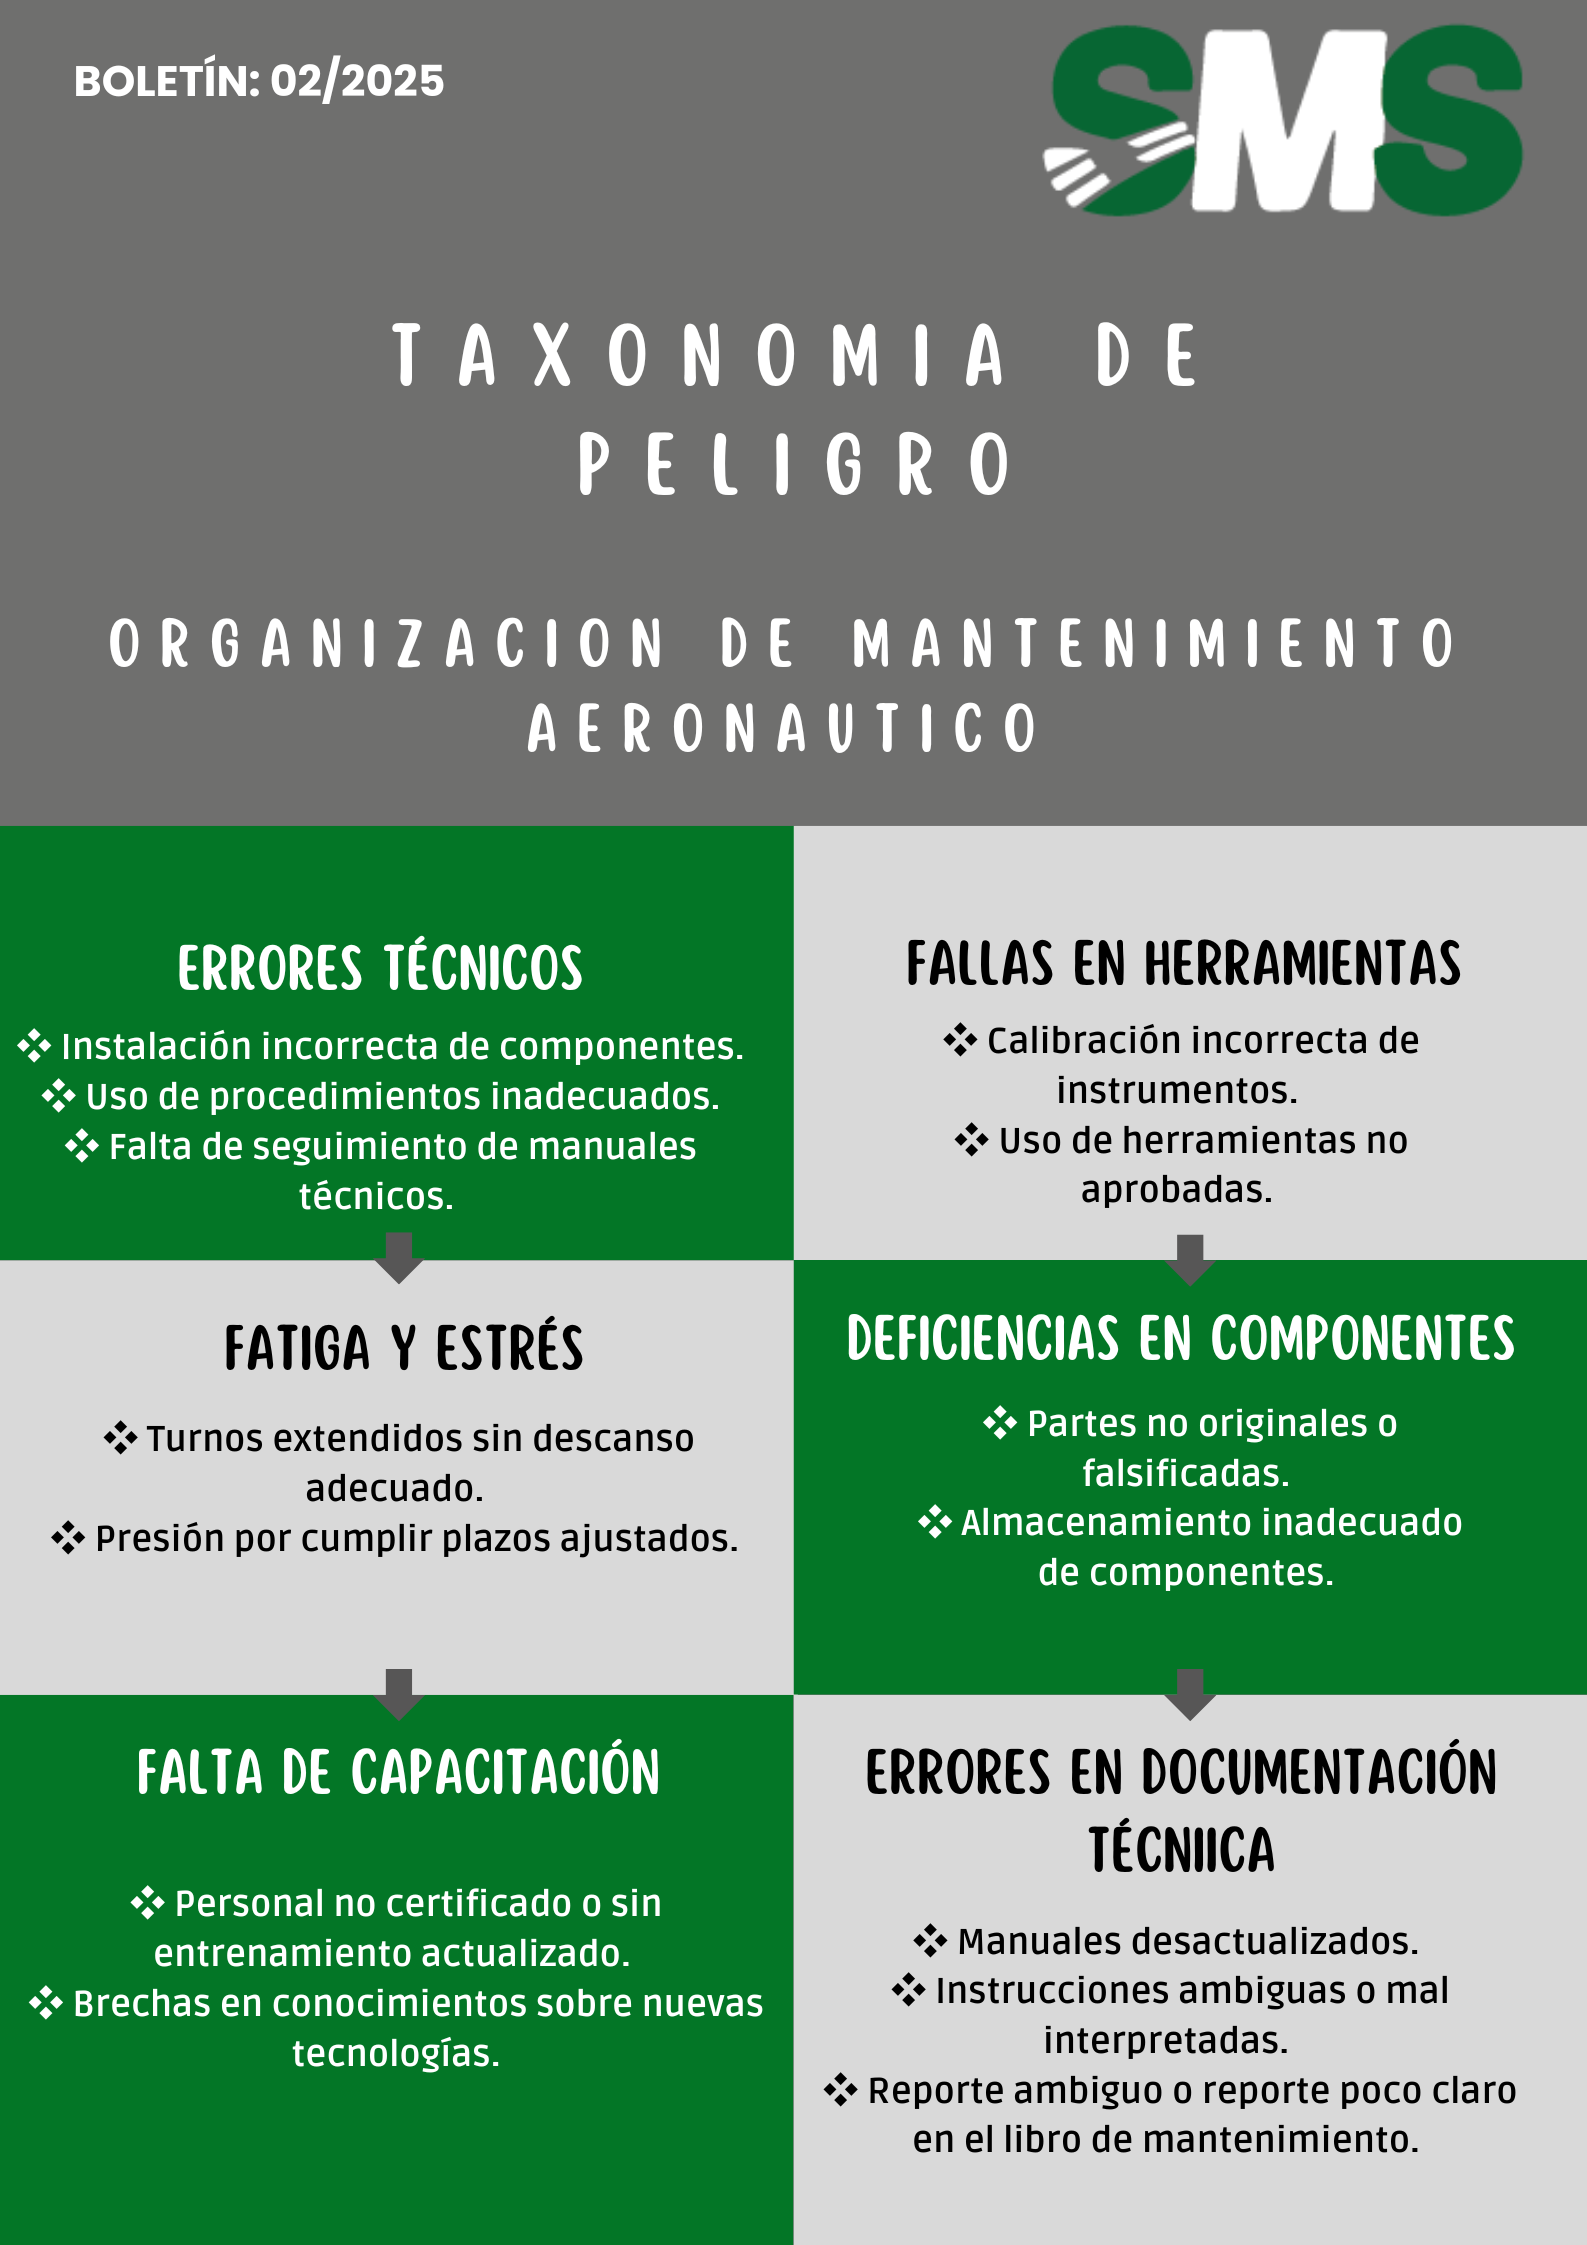 BOLETÍN: 02/2025
SMS
TAXONOMIA DE
PELIGRO
ORGANIZACION DE MANTENIMIENTO
AERONAUTICO
ERRORES TÉCNICOS
❖ Instalación incorrecta de componentes.
❖ Uso de procedimientos inadecuados.
❖ Falta de seguimiento de manuales
técnicos.
FALLAS EN HERRAMIENTAS
❖ Calibración incorrecta de
instrumentos.
❖ Uso de herramientas no
aprobadas.
FATIGA Y ESTRÉS
❖ Turnos extendidos sin descanso
adecuado.
❖ Presión por cumplir plazos ajustados.
DEFICIENCIAS EN COMPONENTES
❖ Partes no originales o
falsificadas.
❖ Almacenamiento inadecuado
de componentes.
FALTA DE CAPACITACIÓN
❖ Personal no certificado o sin
entrenamiento actualizado.
❖ Brechas en conocimientos sobre nuevas
tecnologías.
ERRORES EN DOCUMENTACIÓN
TÉCNIICA
❖ Manuales desactualizados.
❖ Instrucciones ambiguas o mal
interpretadas.
❖ Reporte ambiguo o reporte poco claro
en el libro de mantenimiento.